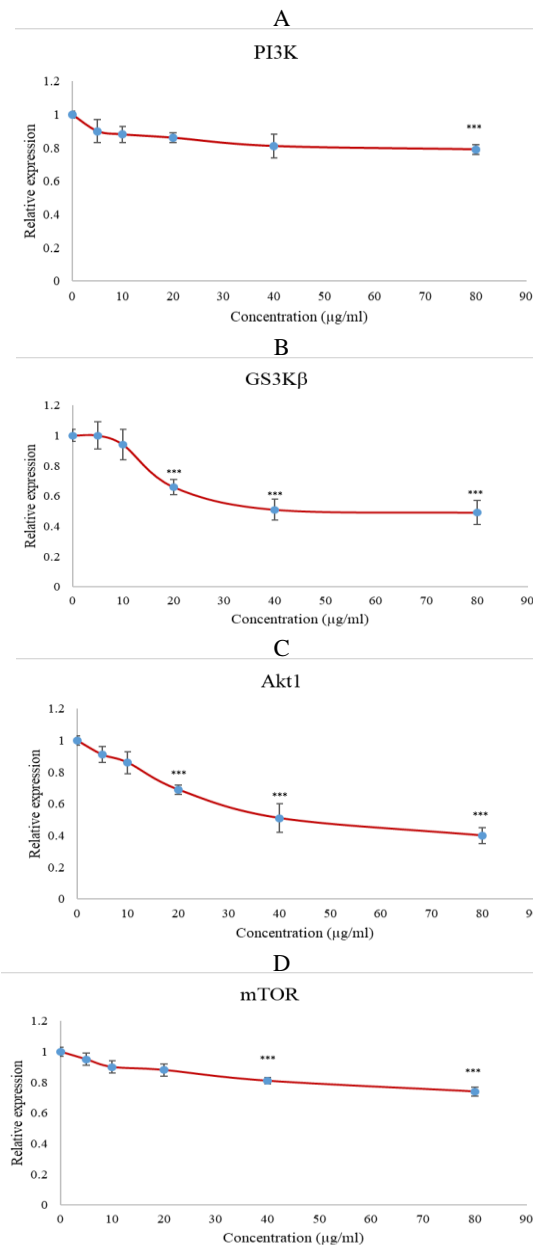 A
PI3K
1.2
1
0.8
0.6
0.4
0.2
0
Relative expression
***
0 10 20 30 40 50 60 70 80 90
Concentration (µg/ml)
B
GS3Kβ
1.2
1
0.8
0.6
0.4
0.2
0
Relative expression
*** *** ***
0 10 20 30 40 50 60 70 80 90
Concentration (µg/ml)
C
Akt1
1.2
1
0.8
0.6
0.4
0.2
0
Relative expression
*** *** ***
0 10 20 30 40 50 60 70 80
Concentration (µg/ml)
D
mTOR
1.2
1
0.8
0.6
0.4
0.2
0
Relative expression
*** ***
0 10 20 30 40 50 60 70 80 90
Concentration (µg/ml)